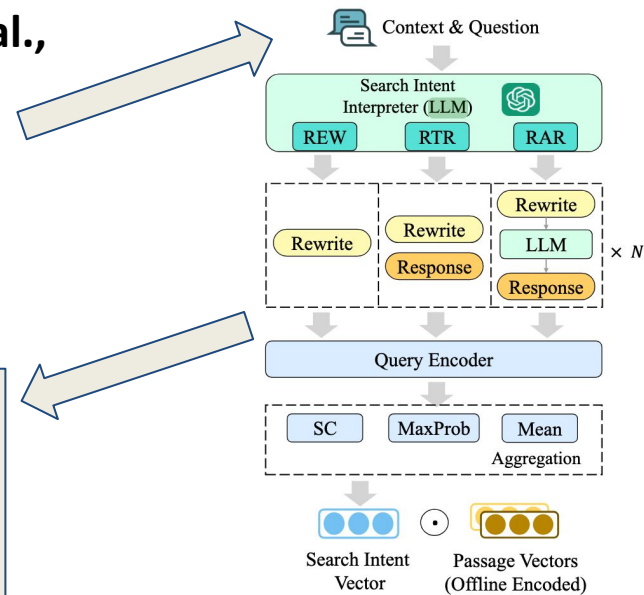 al.,
Context & Question
Search Intent
Interpreter (LLM)
REW RTR RAR
Rewrite
Rewrite
Response
Rewrite
LLM
Response
× N
Query Encoder
SC MaxProb Mean
Aggregation
Search Intent
Vector
Passage Vectors
(Offline Encoded)